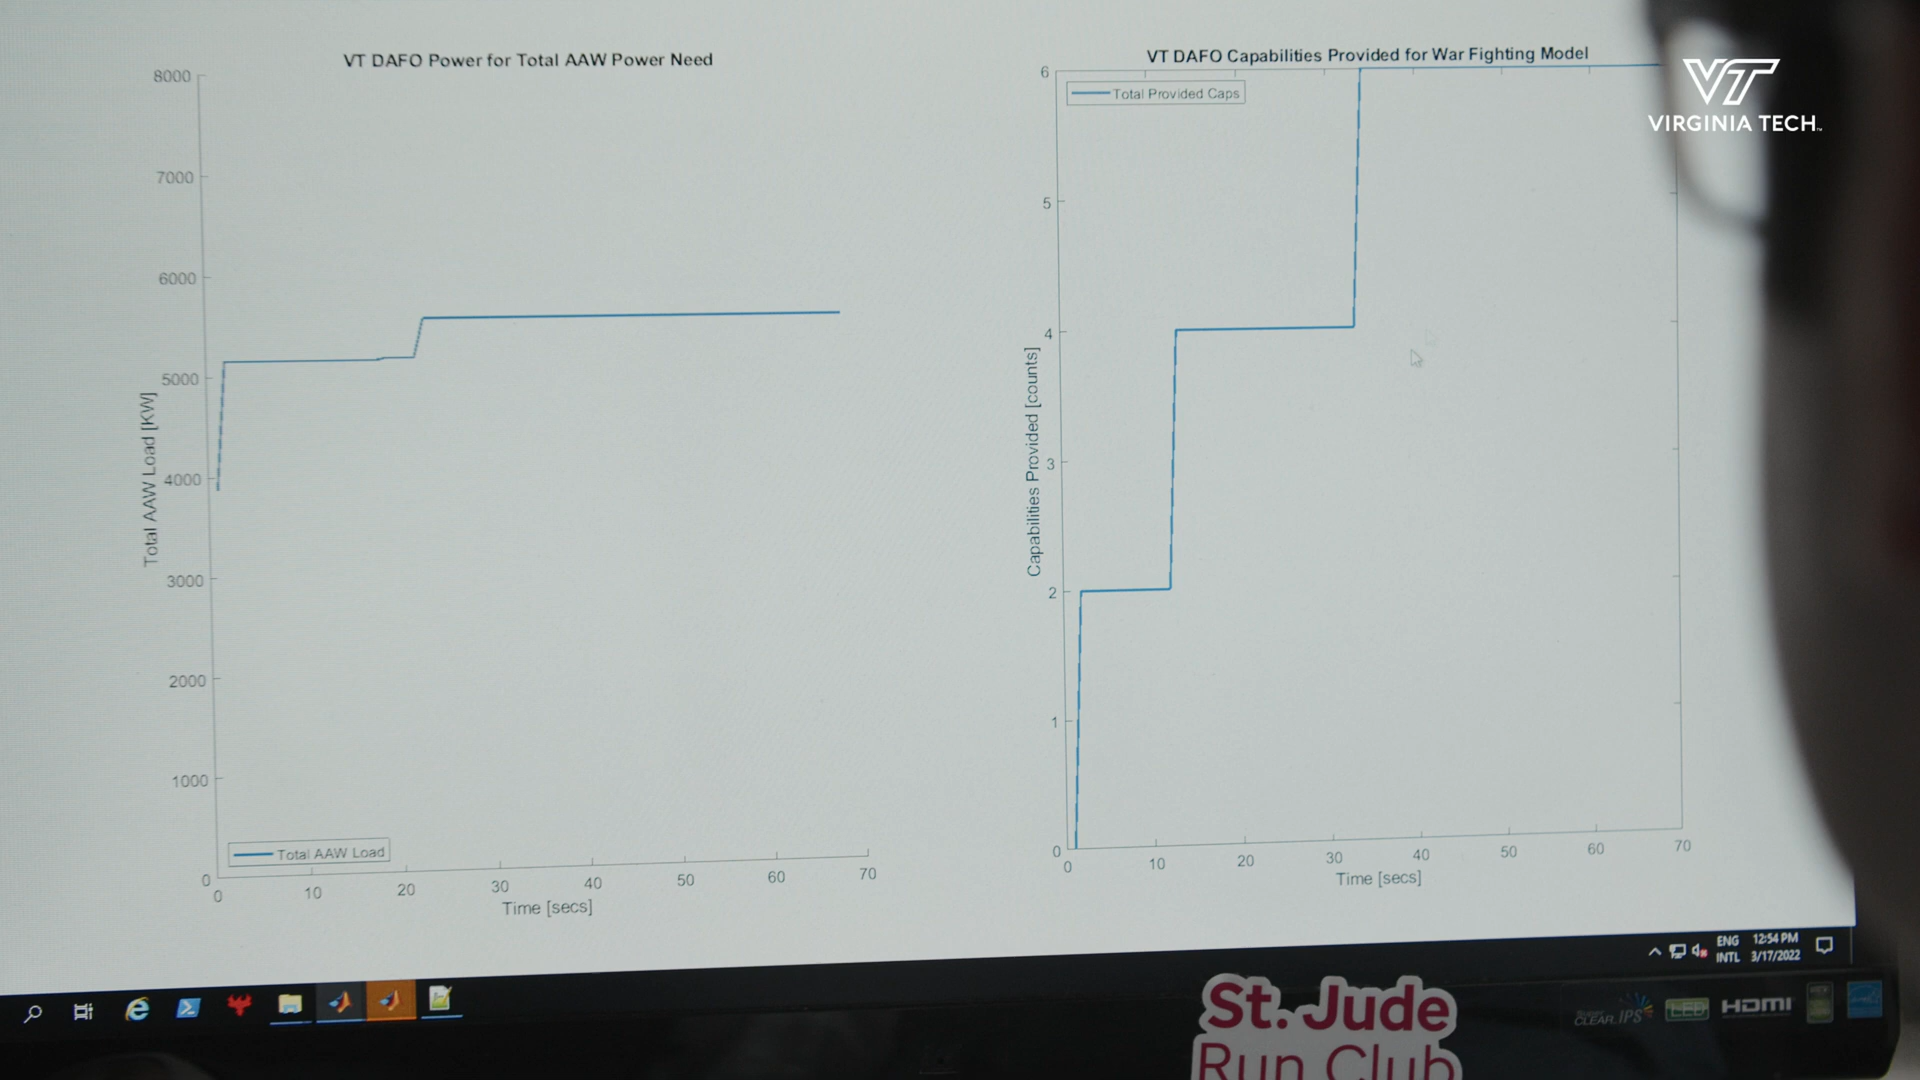 VT DAFO Power for Total AAW Power Need
8000
7000
6000
5000
4000
3000
2000
1000
0
Total AAW Load [KW]
Total AAW Load
0 10 20 30 40 50 60 70
Time [secs]
VT DAFO Capabilities Provided for War Fighting Model
Total Provided Caps
6
5
4
3
2
1
0
Capabilities Provided [counts]
0 10 20 30 40 50 60 70
Time [secs]
VT
VIRGINIA TECH
ENG
INTL
12:54 PM
3/17/2022
St. Jude
Run Club
CLEAR IPS
LED
HDMI